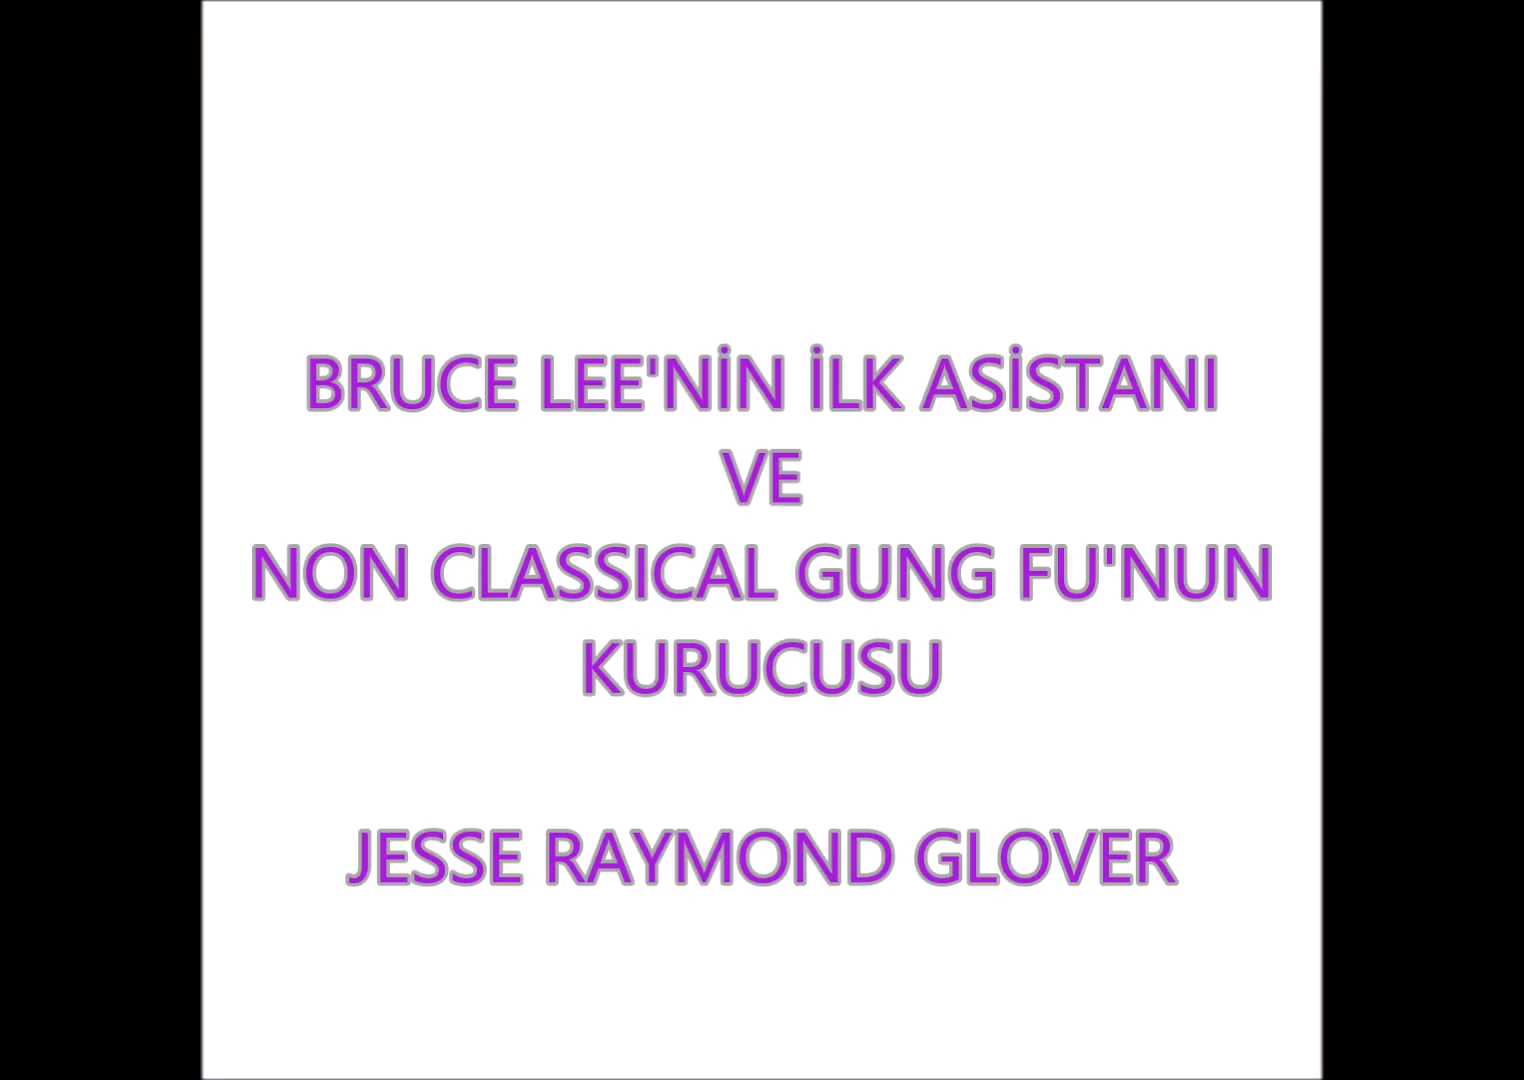 BRUCE LEE'NİN İLK ASİSTANI
VE
NON CLASSICAL GUNG FU'NUN
KURUCUSU
JESSE RAYMOND GLOVER